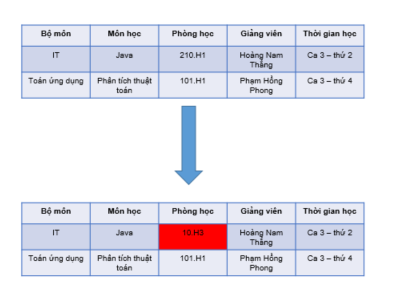 Bộ môn Môn học Phòng học Giảng viên Thời gian học
IT Java 210.H1 Hoàng Nam Thắng Ca 3 – thứ 2
Toán ứng dụng Phân tích thuật toán 101.H1 Phạm Hồng Phong Ca 3 – thứ 4
Bộ môn Môn học Phòng học Giảng viên Thời gian học
IT Java 10.H3 Hoàng Nam Thắng Ca 3 – thứ 2
Toán ứng dụng Phân tích thuật toán 101.H1 Phạm Hồng Phong Ca 3 – thứ 4